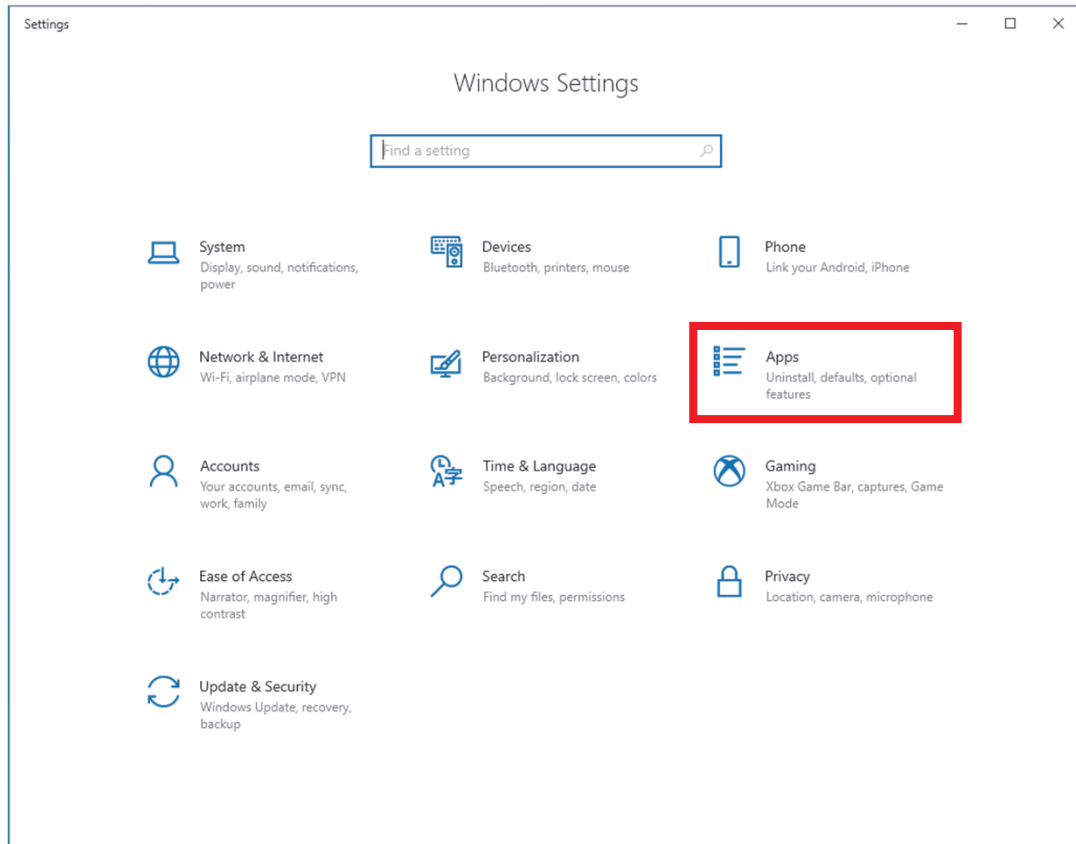 Settings
Windows Settings
Find a setting
System
Display, sound, notifications,
power
Devices
Bluetooth, printers, mouse
Phone
Link your Android, iPhone
Network & Internet
Wi-Fi, airplane mode, VPN
Personalization
Background, lock screen, colors
Apps
Uninstall, defaults, optional
features
Accounts
Your accounts, email, sync,
work, family
Time & Language
Speech, region, date
Gaming
Xbox Game Bar, captures, Game
Mode
Ease of Access
Narrator, magnifier, high
contrast
Search
Find my files, permissions
Privacy
Location, camera, microphone
Update & Security
Windows Update, recovery,
backup